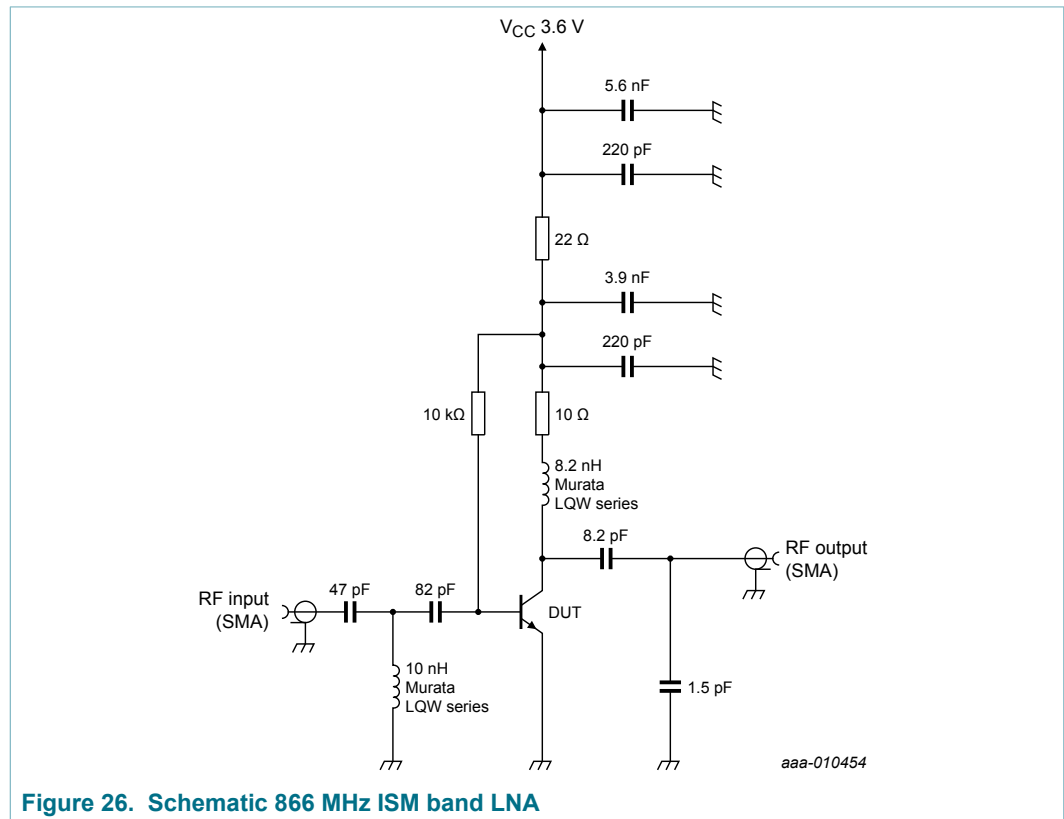 VCC 3.6 V
5.6 nF
220 pF
22 Ω
3.9 nF
220 pF
10 kΩ
10 Ω
8.2 nH
Murata
LQW series
8.2 pF
RF output
(SMA)
47 pF
82 pF
RF input
(SMA)
DUT
10 nH
Murata
LQW series
1.5 pF
aaa-010454
Figure 26. Schematic 866 MHz ISM band LNA